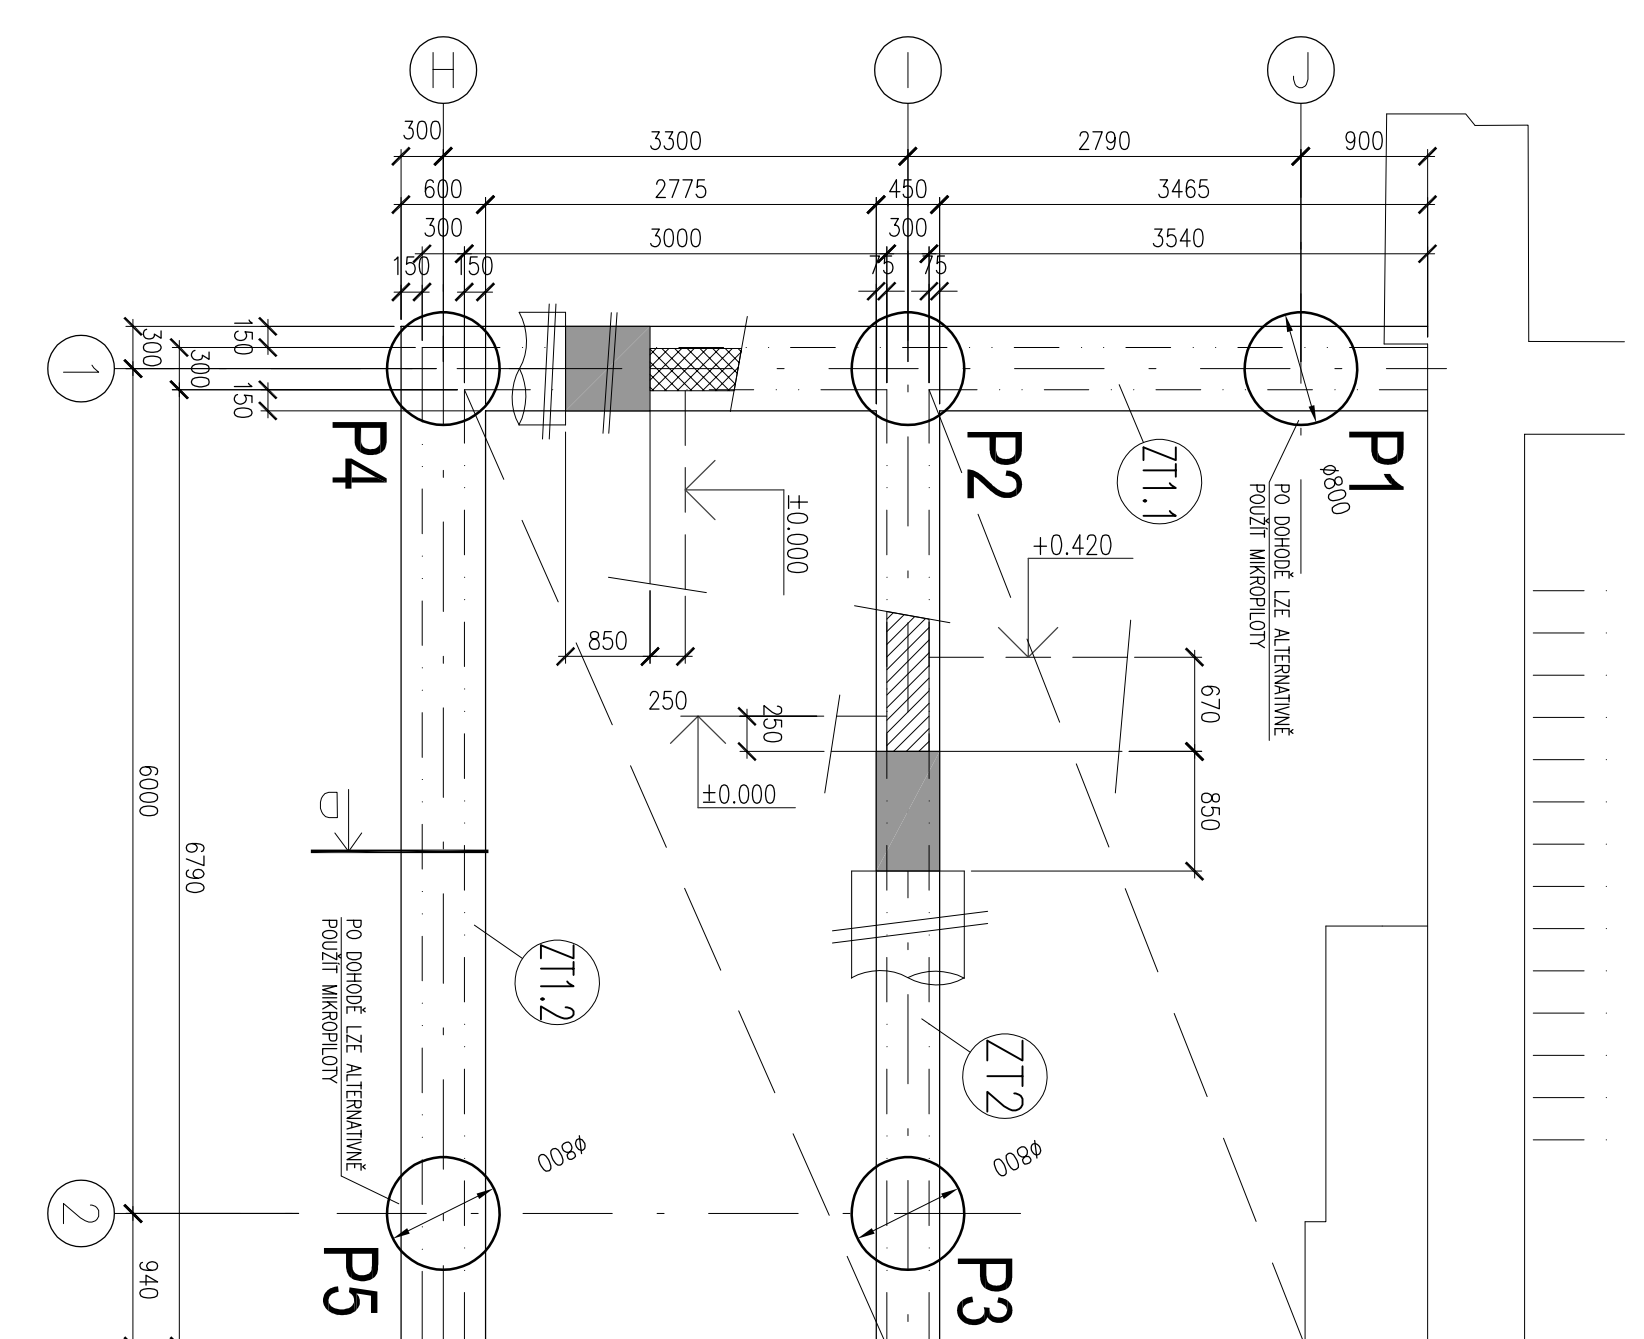 H
I
J
300
3300
2790
900
600
2775
450
3465
300
3000
300
3540
150
150
75
75
1
300
300
150
150
P4
P2
P1
ZT1.1
ø800
PO DOHODĚ LZE ALTERNATIVNĚ
POUŽÍT MIKROPILOTY
±0.000
+0.420
850
250
250
±0.000
670
850
6000
6790
D
PO DOHODĚ LZE ALTERNATIVNĚ
POUŽÍT MIKROPILOTY
ZT1.2
ZT2
ø800
ø800
2
940
P5
P3